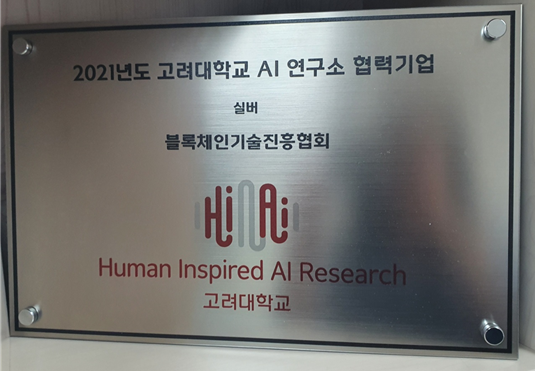 2021년도 고려대학교 AI 연구소 협력기업
실버
블록체인기술진흥협회
HiAi
Human Inspired AI Research
고려대학교